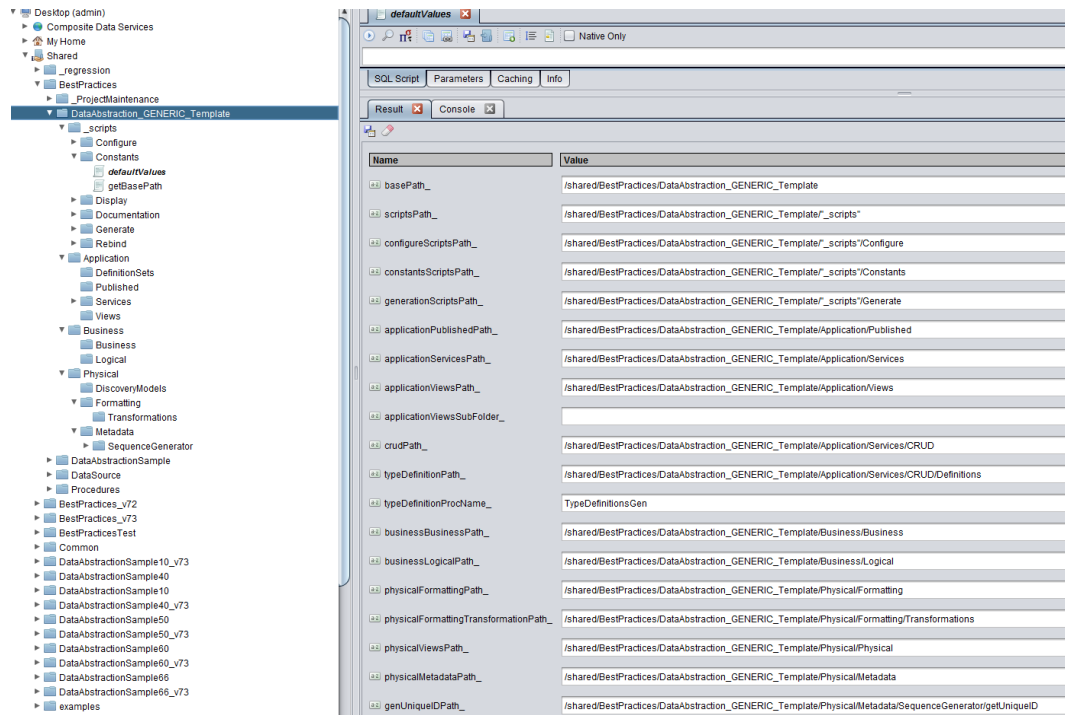 Desktop (admin)
Composite Data Services
My Home
Shared
_regression
BestPractices
_ProjectMaintenance
DataAbstraction_GENERIC_Template
_scripts
Configure
Constants
defaultValues
getBasePath
Display
Documentation
Generate
Rebind
Application
DefinitionSets
Published
Services
Views
Business
Business
Logical
Physical
DiscoveryModels
Formatting
Transformations
Metadata
SequenceGenerator
DataAbstractionSample
DataSource
Procedures
BestPractices_v72
BestPractices_v73
BestPracticesTest
Common
DataAbstractionSample10_v73
DataAbstractionSample40
DataAbstractionSample10
DataAbstractionSample40_v73
DataAbstractionSample50
DataAbstractionSample50_v73
DataAbstractionSample60
DataAbstractionSample60_v73
DataAbstractionSample66
DataAbstractionSample66_v73
examples
defaultValues
Native Only
SQL Script Parameters Caching Info
Result Console
Name Value
basePath_ /shared/BestPractices/DataAbstraction_GENERIC_Template
scriptsPath_ /shared/BestPractices/DataAbstraction_GENERIC_Template/"_scripts"
configureScriptsPath_ /shared/BestPractices/DataAbstraction_GENERIC_Template/"_scripts"/Configure
constantsScriptsPath_ /shared/BestPractices/DataAbstraction_GENERIC_Template/"_scripts"/Constants
generationScriptsPath_ /shared/BestPractices/DataAbstraction_GENERIC_Template/"_scripts"/Generate
applicationPublishedPath_ /shared/BestPractices/DataAbstraction_GENERIC_Template/Application/Published
applicationServicesPath_ /shared/BestPractices/DataAbstraction_GENERIC_Template/Application/Services
applicationViewsPath_ /shared/BestPractices/DataAbstraction_GENERIC_Template/Application/Views
applicationViewsSubFolder_
crudPath_ /shared/BestPractices/DataAbstraction_GENERIC_Template/Application/Services/CRUD
typeDefinitionPath_ /shared/BestPractices/DataAbstraction_GENERIC_Template/Application/Services/CRUD/Definitions
typeDefinitionProcName_ TypeDefinitionsGen
businessBusinessPath_ /shared/BestPractices/DataAbstraction_GENERIC_Template/Business/Business
businessLogicalPath_ /shared/BestPractices/DataAbstraction_GENERIC_Template/Business/Logical
physicalFormattingPath_ /shared/BestPractices/DataAbstraction_GENERIC_Template/Physical/Formatting
physicalFormattingTransformationPath_ /shared/BestPractices/DataAbstraction_GENERIC_Template/Physical/Formatting/Transformations
physicalViewsPath_ /shared/BestPractices/DataAbstraction_GENERIC_Template/Physical/Physical
physicalMetadataPath_ /shared/BestPractices/DataAbstraction_GENERIC_Template/Physical/Metadata
genUniqueIDPath_ /shared/BestPractices/DataAbstraction_GENERIC_Template/Physical/Metadata/SequenceGenerator/getUniqueID